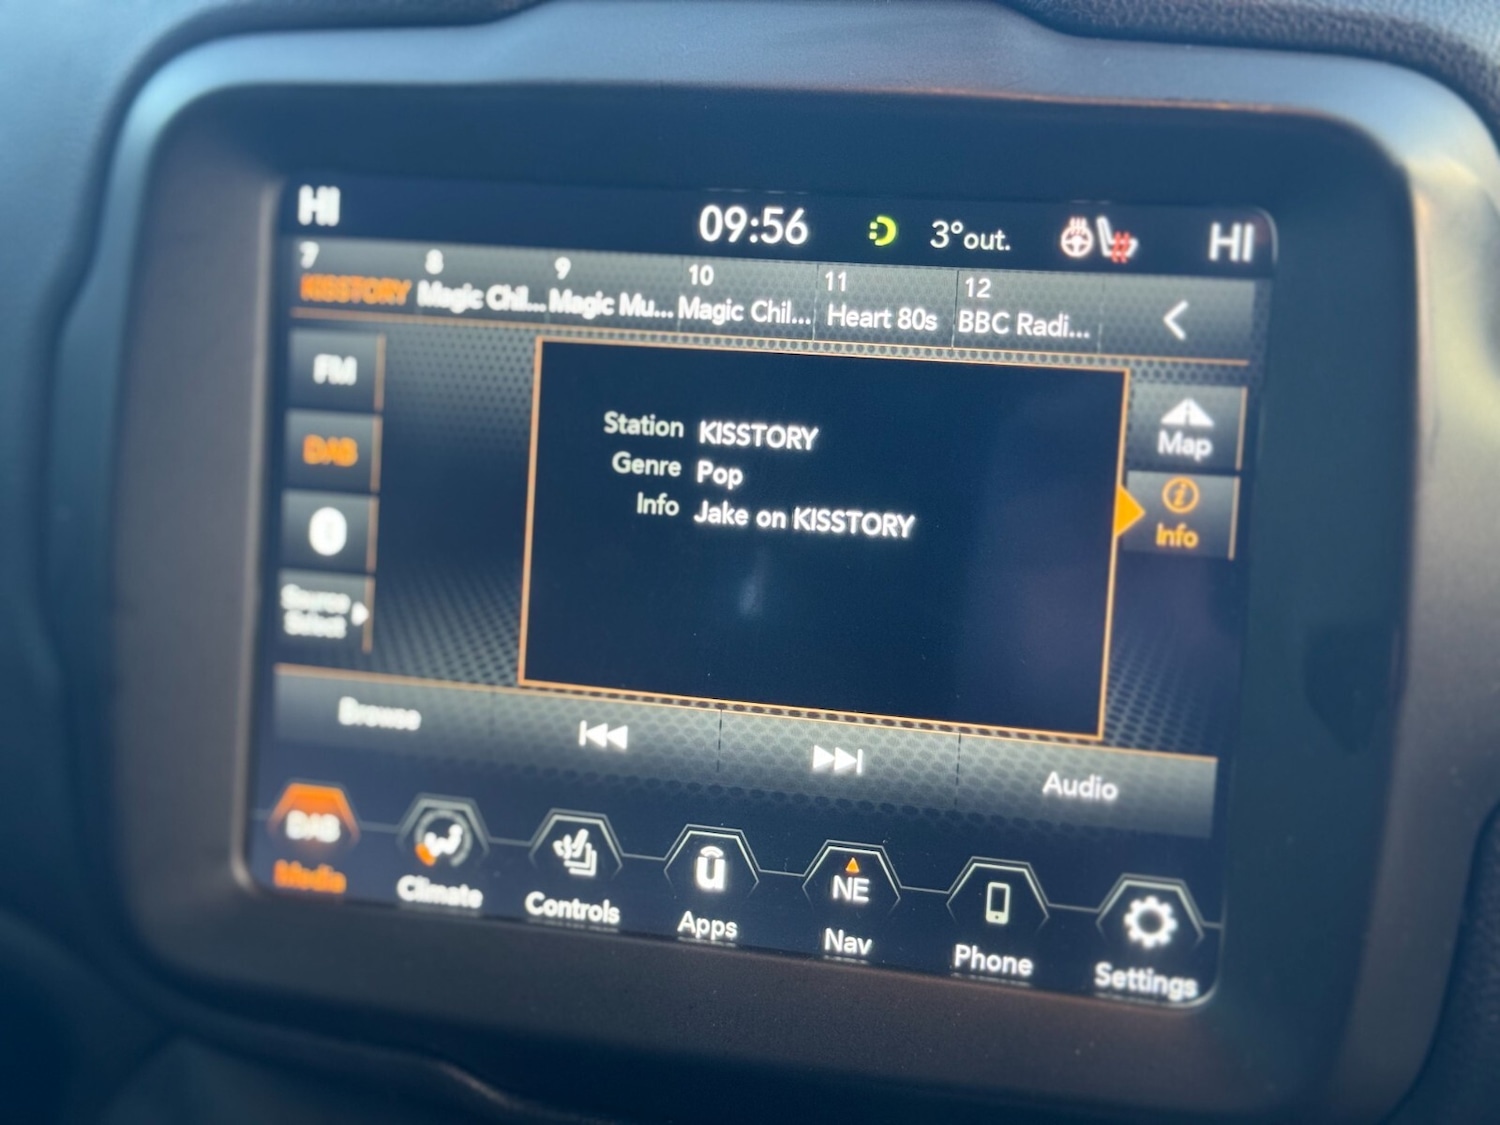 HI 09:56 3°out. HI
7 8 9 10 11 12
KISSTORY Magic Chil... Magic Mu... Magic Chil... Heart 80s BBC Radi...
FM
DAB
Source
Select
Station KISSTORY
Genre Pop
Info Jake on KISSTORY
Map
Info
Browse Audio
DAB u NE
Media Climate Controls Apps Nav Phone Settings